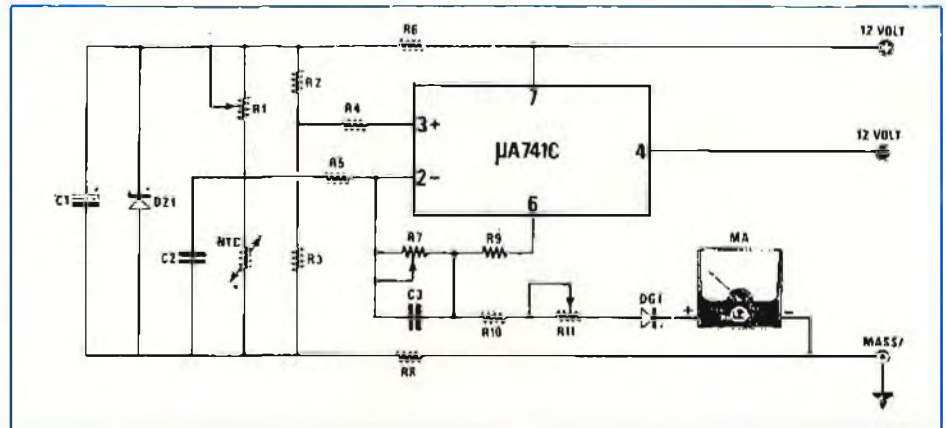 R6
12 VOLT
R2
R1
7
R4
3+
µA741C
4
12 VOLT
R5
2-
C1
DZ1
6
R7
R9
MA
C2
NTC
R3
C3
DG1
+
-
R10
R11
MASSA
R8